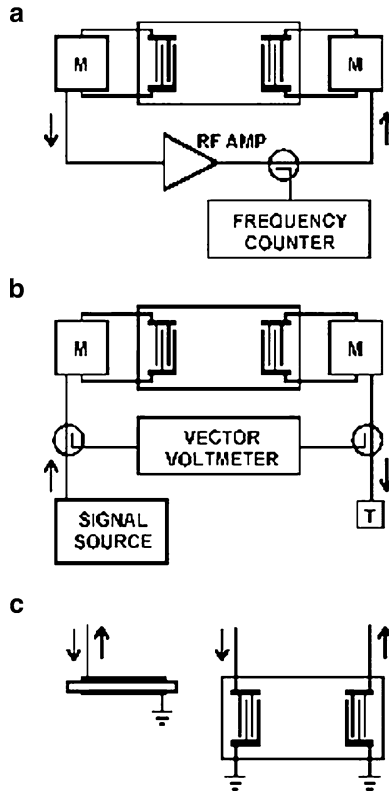 a
M
M
RF AMP
FREQUENCY
COUNTER
b
M
M
VECTOR
VOLTMETER
SIGNAL
SOURCE
T
c